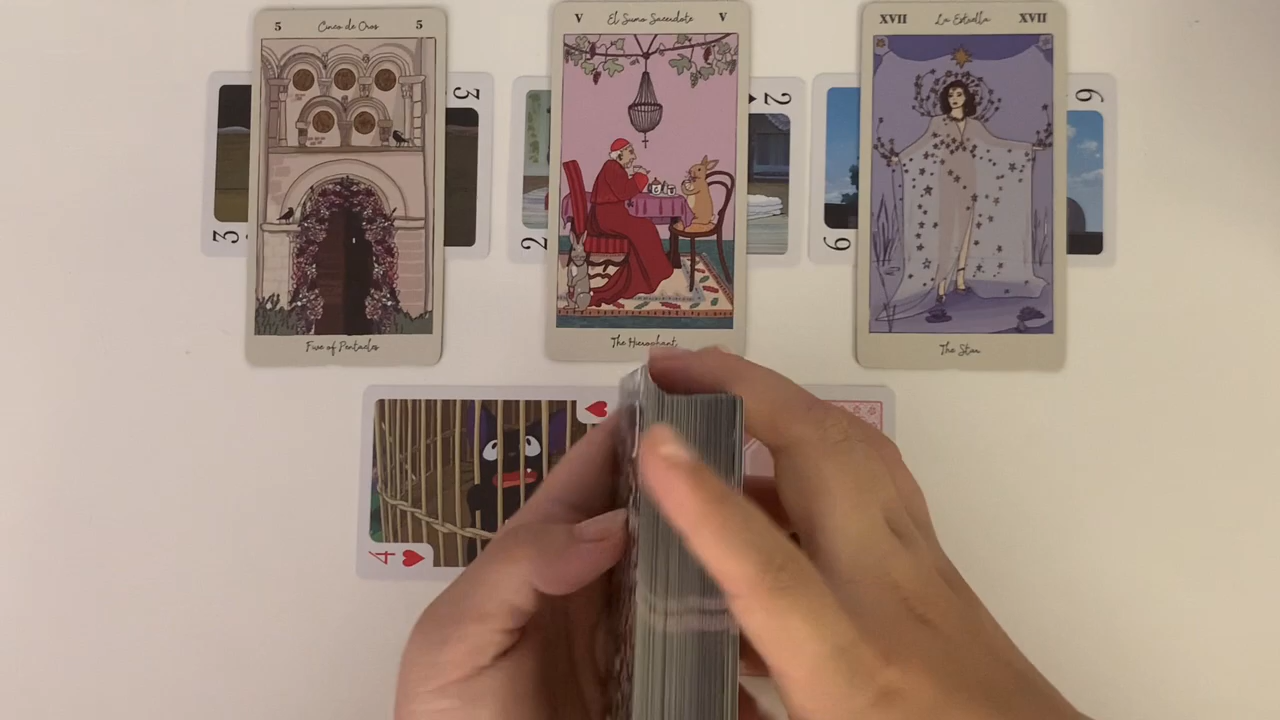 5 Cinco de Oros 5
V El Sumo Sacerdote V
XVII La Estrella XVII
3
3
2
2
6
9
Five of Pentacles
The Hierophant
The Star
4